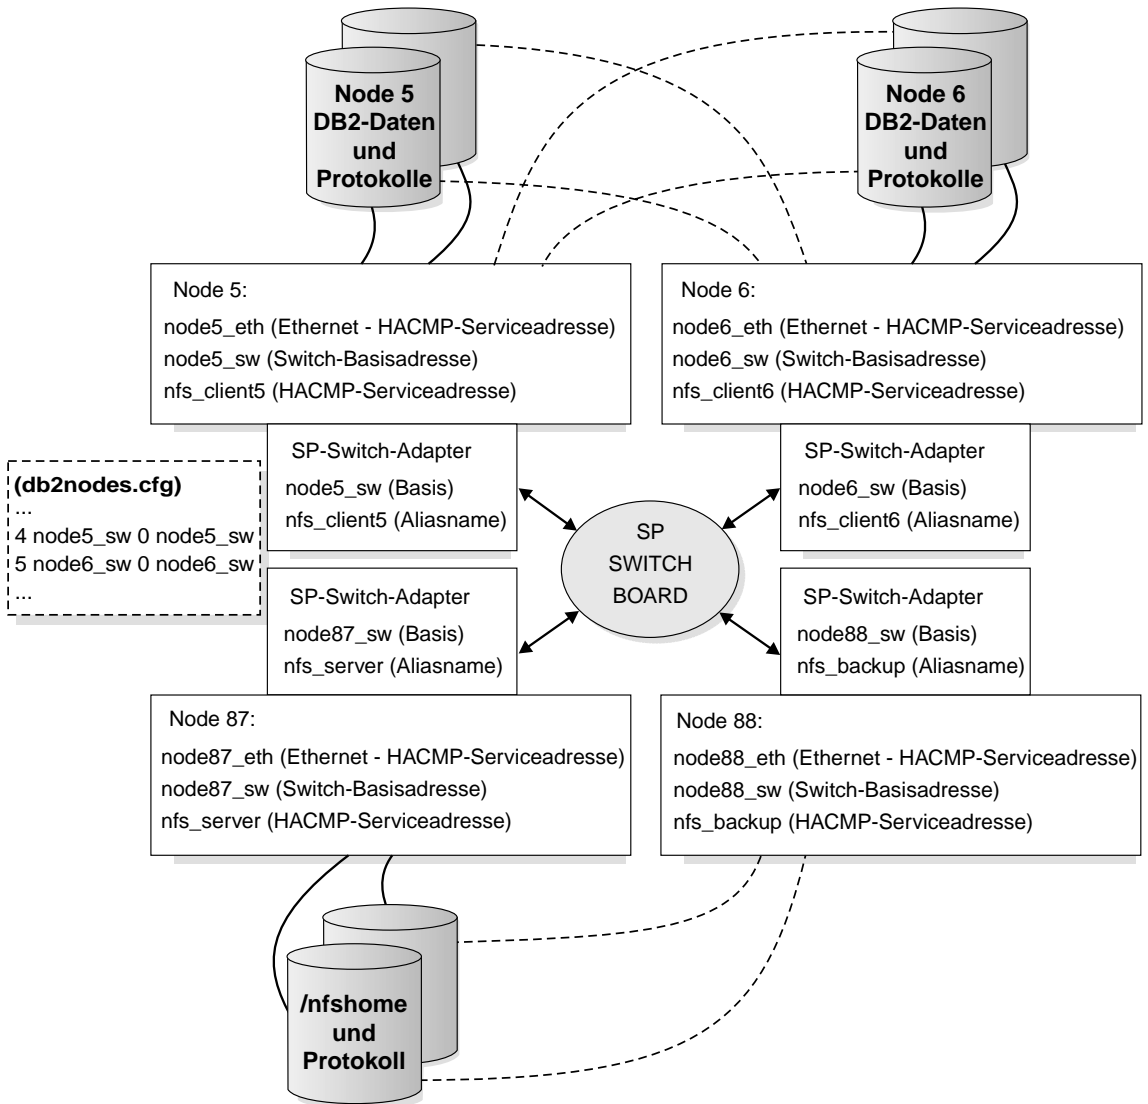 Node 5
DB2-Daten
und
Protokolle
Node 6
DB2-Daten
und
Protokolle
Node 5:
node5_eth (Ethernet - HACMP-Serviceadresse)
node5_sw (Switch-Basisadresse)
nfs_client5 (HACMP-Serviceadresse)
Node 6:
node6_eth (Ethernet - HACMP-Serviceadresse)
node6_sw (Switch-Basisadresse)
nfs_client6 (HACMP-Serviceadresse)
(db2nodes.cfg)
...
4 node5_sw 0 node5_sw
5 node6_sw 0 node6_sw
...
SP-Switch-Adapter
node5_sw (Basis)
nfs_client5 (Aliasname)
SP
SWITCH
BOARD
SP-Switch-Adapter
node6_sw (Basis)
nfs_client6 (Aliasname)
SP-Switch-Adapter
node87_sw (Basis)
nfs_server (Aliasname)
SP-Switch-Adapter
node88_sw (Basis)
nfs_backup (Aliasname)
Node 87:
node87_eth (Ethernet - HACMP-Serviceadresse)
node87_sw (Switch-Basisadresse)
nfs_server (HACMP-Serviceadresse)
Node 88:
node88_eth (Ethernet - HACMP-Serviceadresse)
node88_sw (Switch-Basisadresse)
nfs_backup (HACMP-Serviceadresse)
/nfshome
und
Protokoll